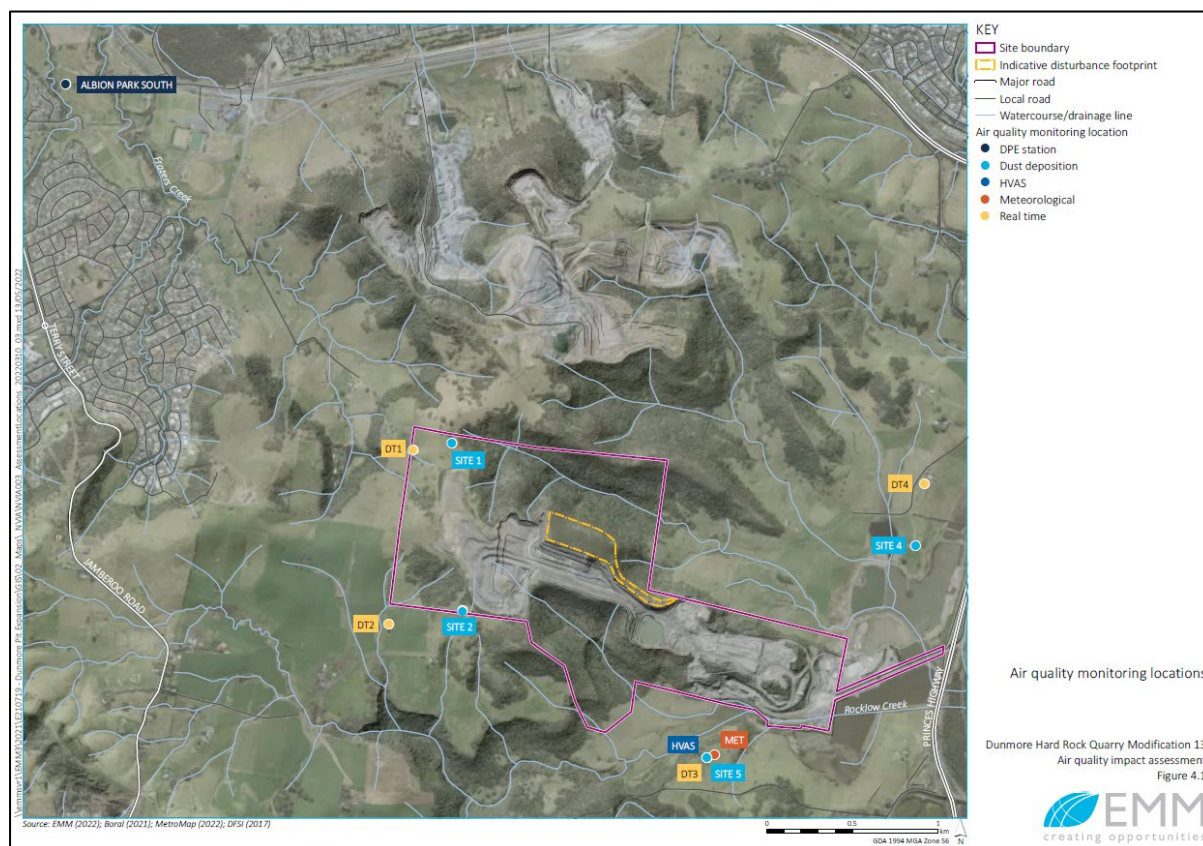 ALBION PARK SOUTH
Frazers Creek
TERRY STREET
JAMBEROO ROAD
DT1
SITE 1
DT4
SITE 4
DT2
SITE 2
Rocklow Creek
PRINCES HIGHWAY
HVAS
MET
DT3
SITE 5
KEY
Site boundary
Indicative disturbance footprint
Major road
Local road
Watercourse/drainage line
Air quality monitoring location
DPE station
Dust deposition
HVAS
Meteorological
Real time
Air quality monitoring locations
Dunmore Hard Rock Quarry Modification 13
Air quality impact assessment
Figure 4.1
EMM
creating opportunities
Source: EMM (2022); Boral (2021); MetroMap (2022); DFSI (2017)
0 0.5 1
km
GDA 1994 MGA Zone 56
N